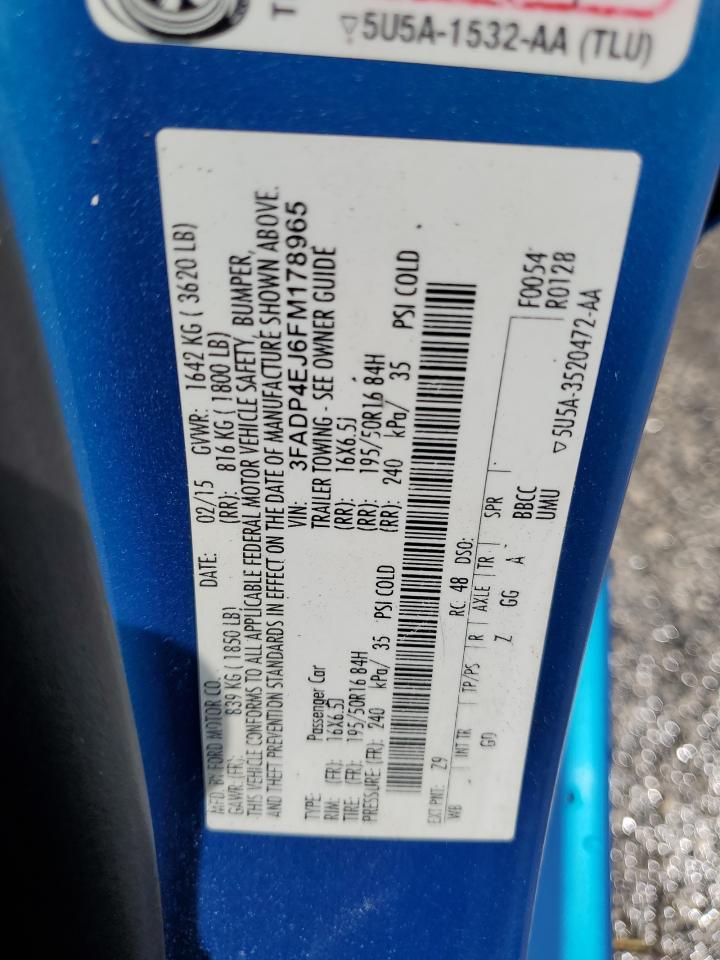 T
▽5U5A-1532-AA (TLU)
MFD. BY FORD MOTOR CO.
DATE: 02/15 GVWR: 1642 KG ( 3620 LB)
GAWR: (FR): 839 KG ( 1850 LB) (RR): 816 KG ( 1800 LB)
THIS VEHICLE CONFORMS TO ALL APPLICABLE FEDERAL MOTOR VEHICLE SAFETY, BUMPER,
AND THEFT PREVENTION STANDARDS IN EFFECT ON THE DATE OF MANUFACTURE SHOWN ABOVE.
VIN: 3FADP4EJ6FM178965
TYPE: Passenger Car TRAILER TOWING - SEE OWNER GUIDE
RIM: (FR): 16X6.5J (RR): 16X6.5J
TIRE: (FR): 195/50R16 84H (RR): 195/50R16 84H
PRESSURE: (FR): 240 kPa/ 35 PSI COLD (RR): 240 kPa/ 35 PSI COLD
EXT PNT: Z9 RC: 48 DSO: F0054
WB INT TR TP/PS R AXLE TR SPR R0128
GO Z GG A BBCC
UMU ▽5U5A-3520472-AA